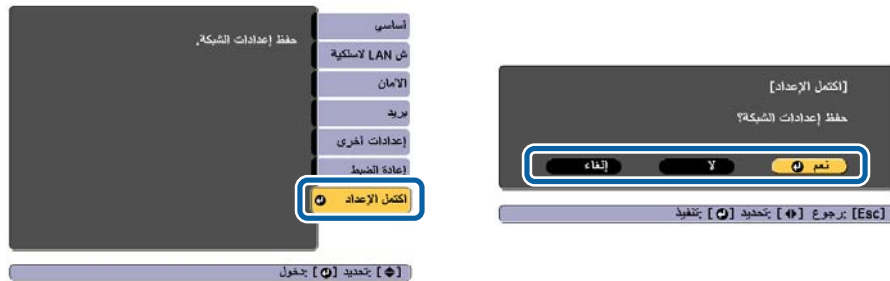 أساسي
ش LAN لاسلكية
الأمان
بريد
إعدادات أخرى
إعادة الضبط
اكتمل الإعداد
حفظ إعدادات الشبكة.
[ ] :تحديد [ ] :دخول
[اكتمل الإعداد]
حفظ إعدادات الشبكة؟
نعم لا إلغاء
[Esc] :رجوع [ ] :تحديد [ ] :تنفيذ